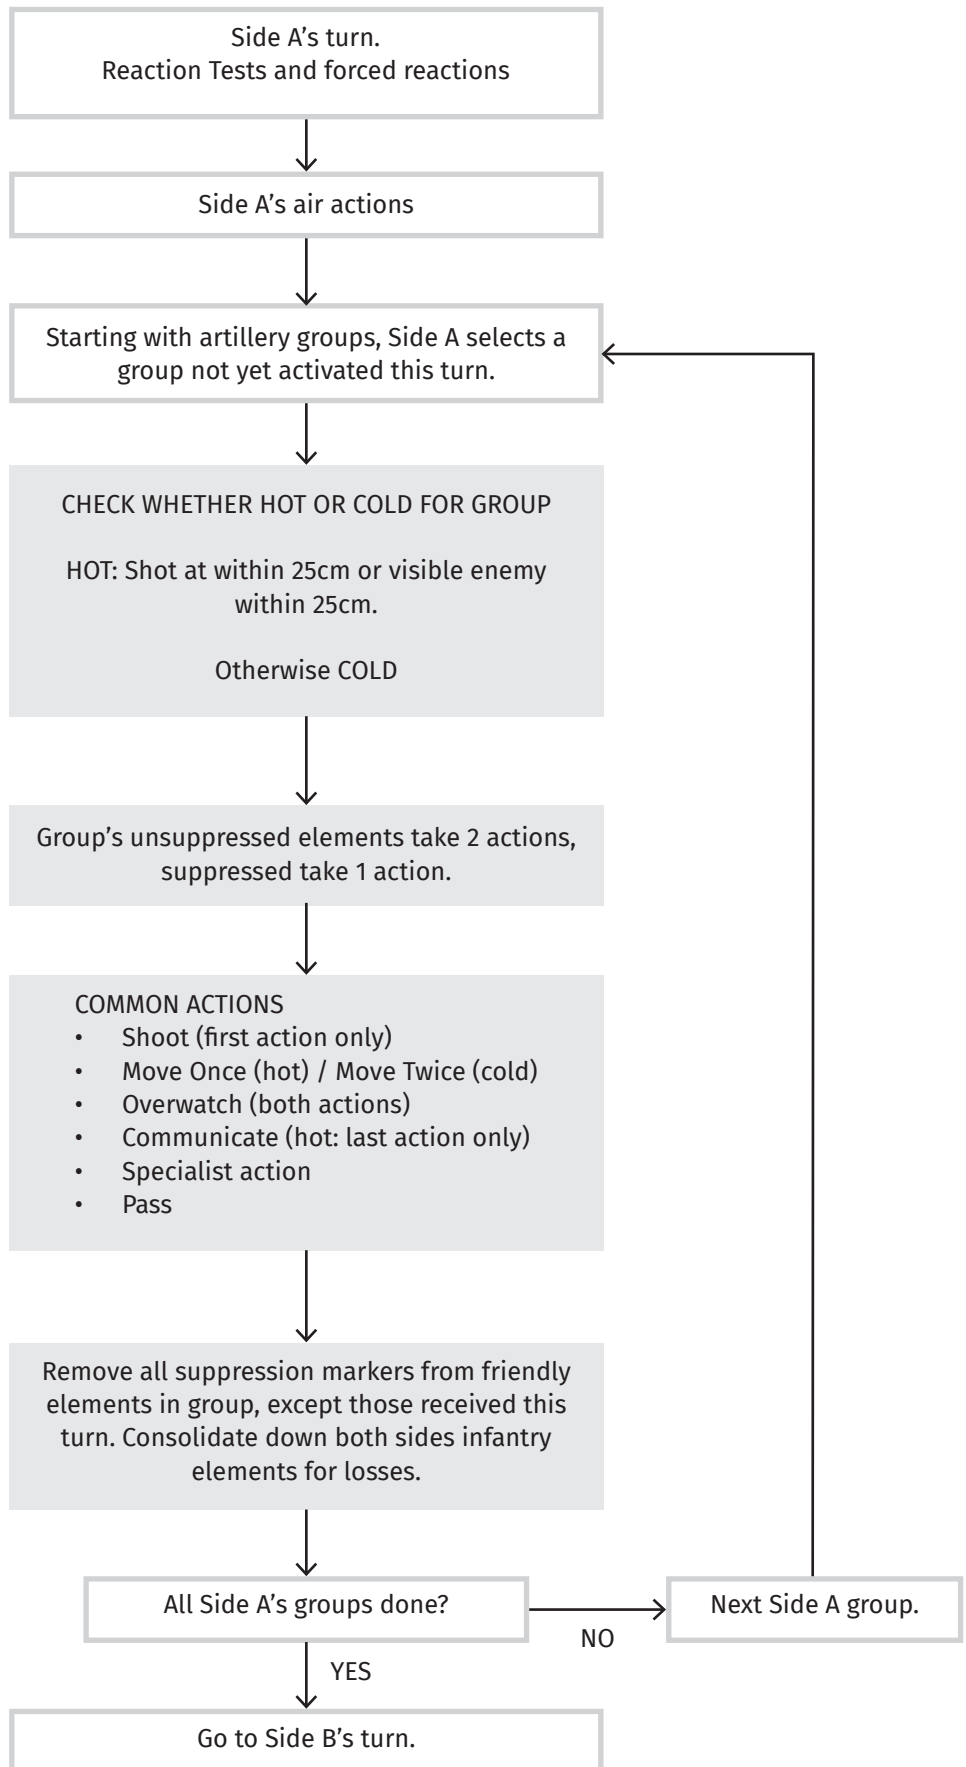 Side A’s turn.
Reaction Tests and forced reactions
Side A’s air actions
Starting with artillery groups, Side A selects a
group not yet activated this turn.
CHECK WHETHER HOT OR COLD FOR GROUP
HOT: Shot at within 25cm or visible enemy
within 25cm.
Otherwise COLD
Group’s unsuppressed elements take 2 actions,
suppressed take 1 action.
COMMON ACTIONS
• Shoot (first action only)
• Move Once (hot) / Move Twice (cold)
• Overwatch (both actions)
• Communicate (hot: last action only)
• Specialist action
• Pass
Remove all suppression markers from friendly
elements in group, except those received this
turn. Consolidate down both sides infantry
elements for losses.
All Side A’s groups done?
NO
Next Side A group.
YES
Go to Side B’s turn.